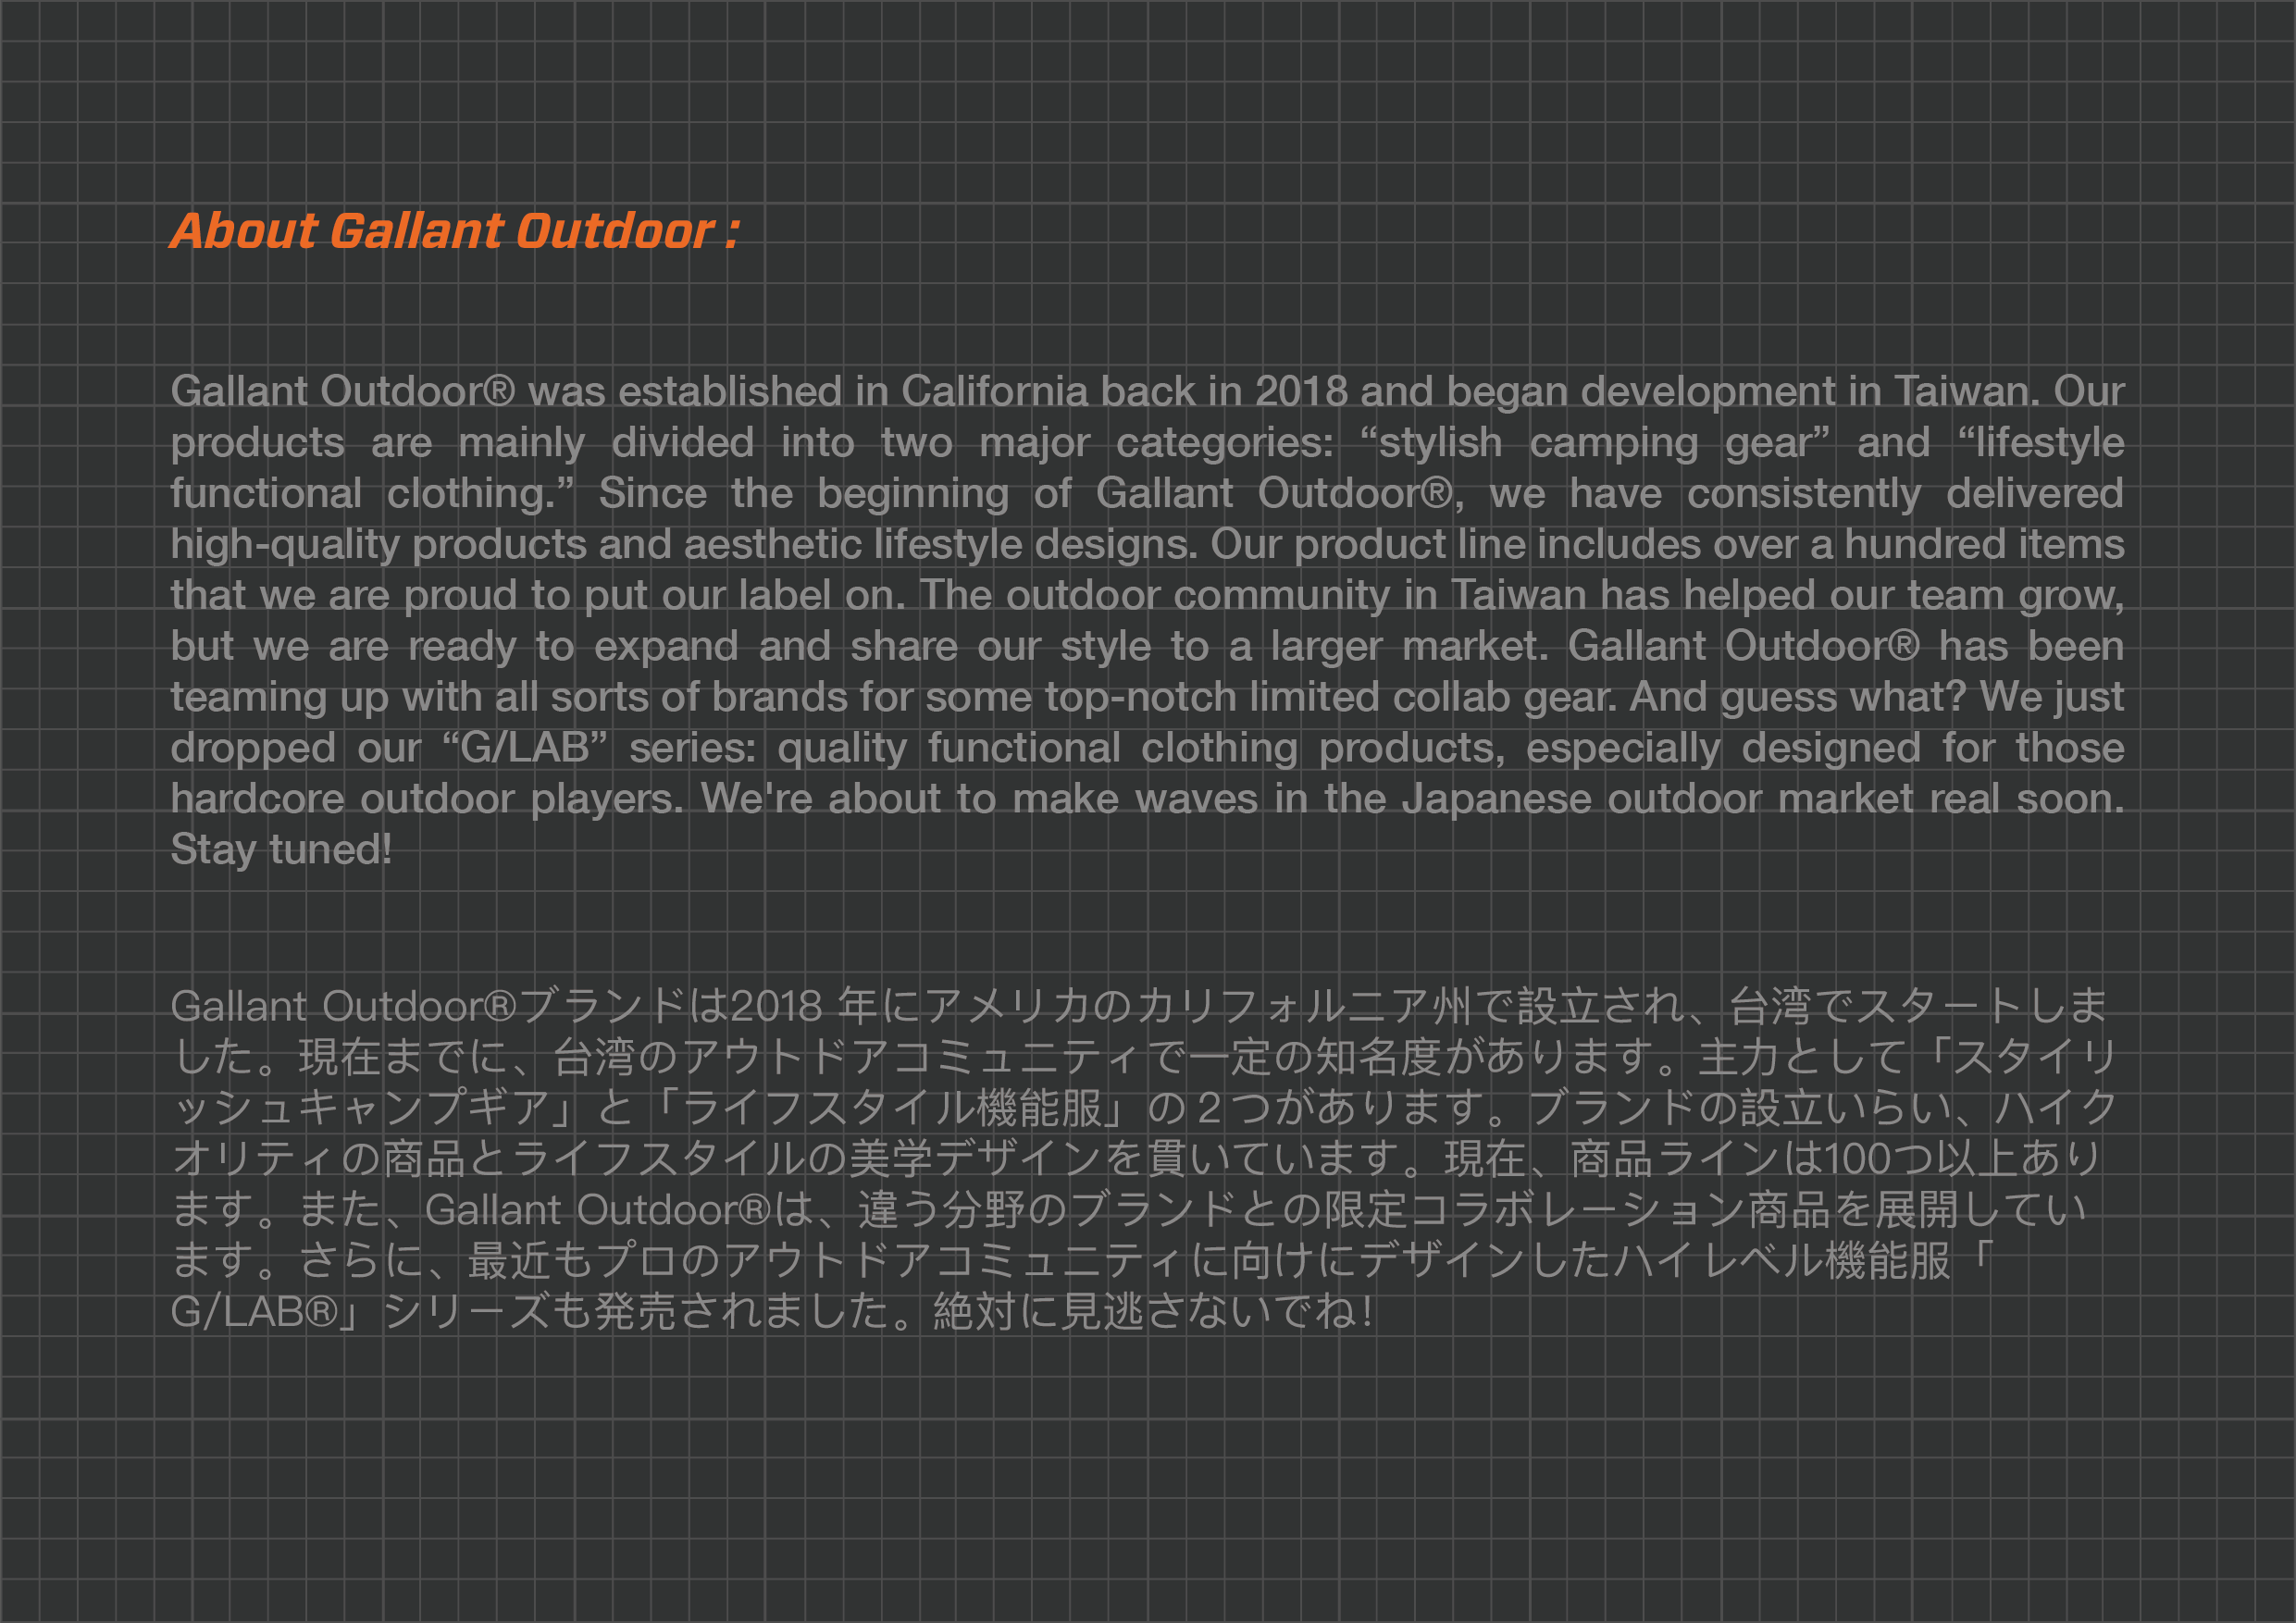 About Gallant Outdoor :
Gallant Outdoor® was established in California back in 2018 and began development in Taiwan. Our
products are mainly divided into two major categories: “stylish camping gear” and “lifestyle
functional clothing.” Since the beginning of Gallant Outdoor®, we have consistently delivered
high-quality products and aesthetic lifestyle designs. Our product line includes over a hundred items
that we are proud to put our label on. The outdoor community in Taiwan has helped our team grow,
but we are ready to expand and share our style to a larger market. Gallant Outdoor® has been
teaming up with all sorts of brands for some top-notch limited collab gear. And guess what? We just
dropped our “G/LAB” series: quality functional clothing products, especially designed for those
hardcore outdoor players. We're about to make waves in the Japanese outdoor market real soon.
Stay tuned!
Gallant Outdoor®ブランドは2018 年にアメリカのカリフォルニア州で設立され、台湾でスタートしま
した。現在までに、台湾のアウトドアコミュニティで一定の知名度があります。主力として「スタイリ
ッシュキャンプギア」と「ライフスタイル機能服」の２つがあります。ブランドの設立いらい、ハイク
オリティの商品とライフスタイルの美学デザインを貫いています。現在、商品ラインは100つ以上あり
ます。また、Gallant Outdoor®は、違う分野のブランドとの限定コラボレーション商品を展開してい
ます。さらに、最近もプロのアウトドアコミュニティに向けにデザインしたハイレベル機能服「
G/LAB®」シリーズも発売されました。絶対に見逃さないでね!